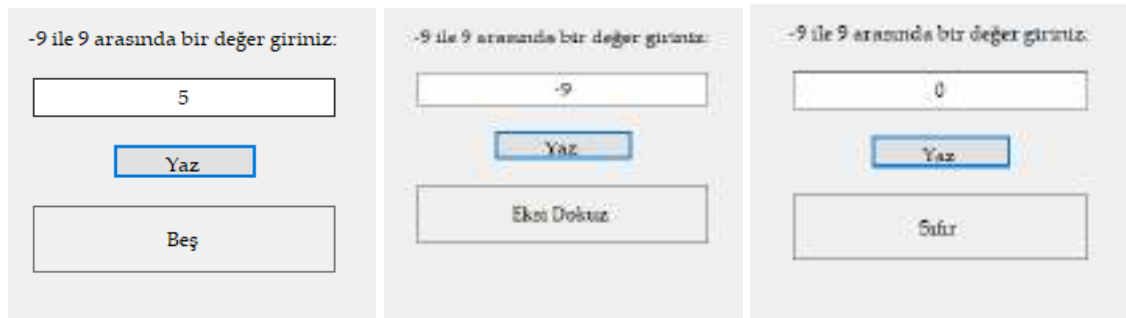 -9 ile 9 arasında bir değer giriniz:
5
Yaz
Beş
-9 ile 9 arasında bir değer giriniz:
-9
Yaz
Eksi Dokuz
-9 ile 9 arasında bir değer giriniz:
0
Yaz
Sıfır